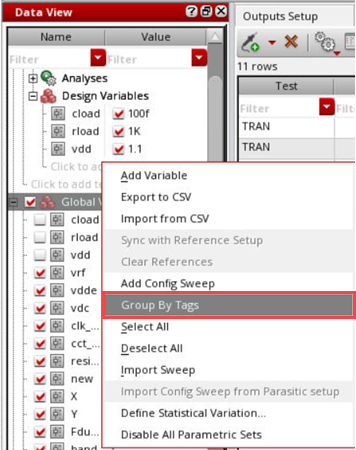 Data View
Name Value
Filter Filter
Analyses
Design Variables
cload 100f
rload 1K
vdd 1.1
Click to ad
Click to add te
Global V
cload
rload
vdd
vrf
vdde
vdc
clk_...
cct_...
resi...
new
X
Y
Fdu...
band
Add Variable
Export to CSV
Import from CSV
Sync with Reference Setup
Clear References
Add Config Sweep
Group By Tags
Select All
Deselect All
Import Sweep
Import Config Sweep from Parasitic setup
Define Statistical Variation...
Disable All Parametric Sets
Outputs Setup
11 rows
Test
Filter Filter
TRAN
TRAN